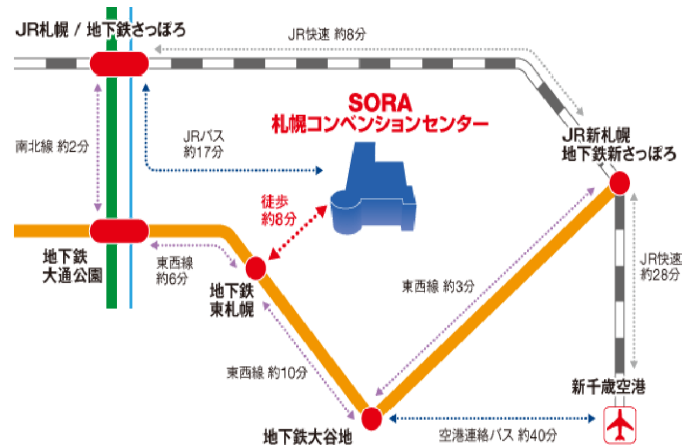 JR札幌 / 地下鉄さっぽろ
JR快速 約8分
SORA
札幌コンベンションセンター
JRバス
約17分
南北線 約2分
JR新札幌
地下鉄新さっぽろ
徒歩
約8分
地下鉄
大通公園
東西線
約6分
地下鉄
東札幌
東西線 約3分
JR快速
約28分
東西線 約10分
新千歳空港
地下鉄大谷地
空港連絡バス 約40分